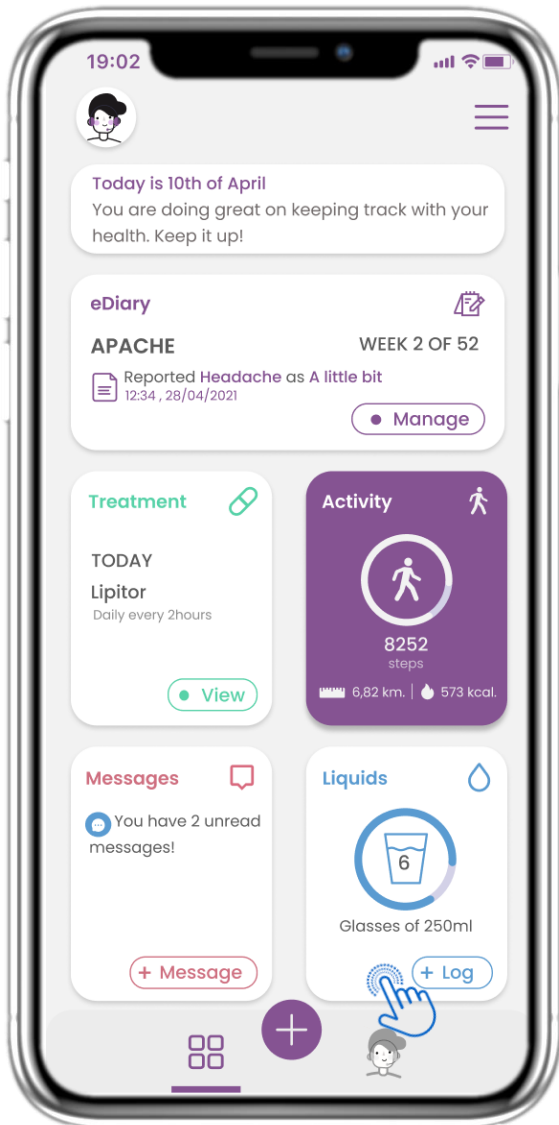 19:02
Today is 10th of April
You are doing great on keeping track with your
health. Keep it up!
eDiary
APACHE
WEEK 2 OF 52
Reported Headache as A little bit
12:34 , 28/04/2021
Manage
Treatment
TODAY
Lipitor
Daily every 2hours
View
Activity
8252
steps
6,82 km. | 573 kcal.
Messages
You have 2 unread
messages!
+ Message
Liquids
6
Glasses of 250ml
+ Log